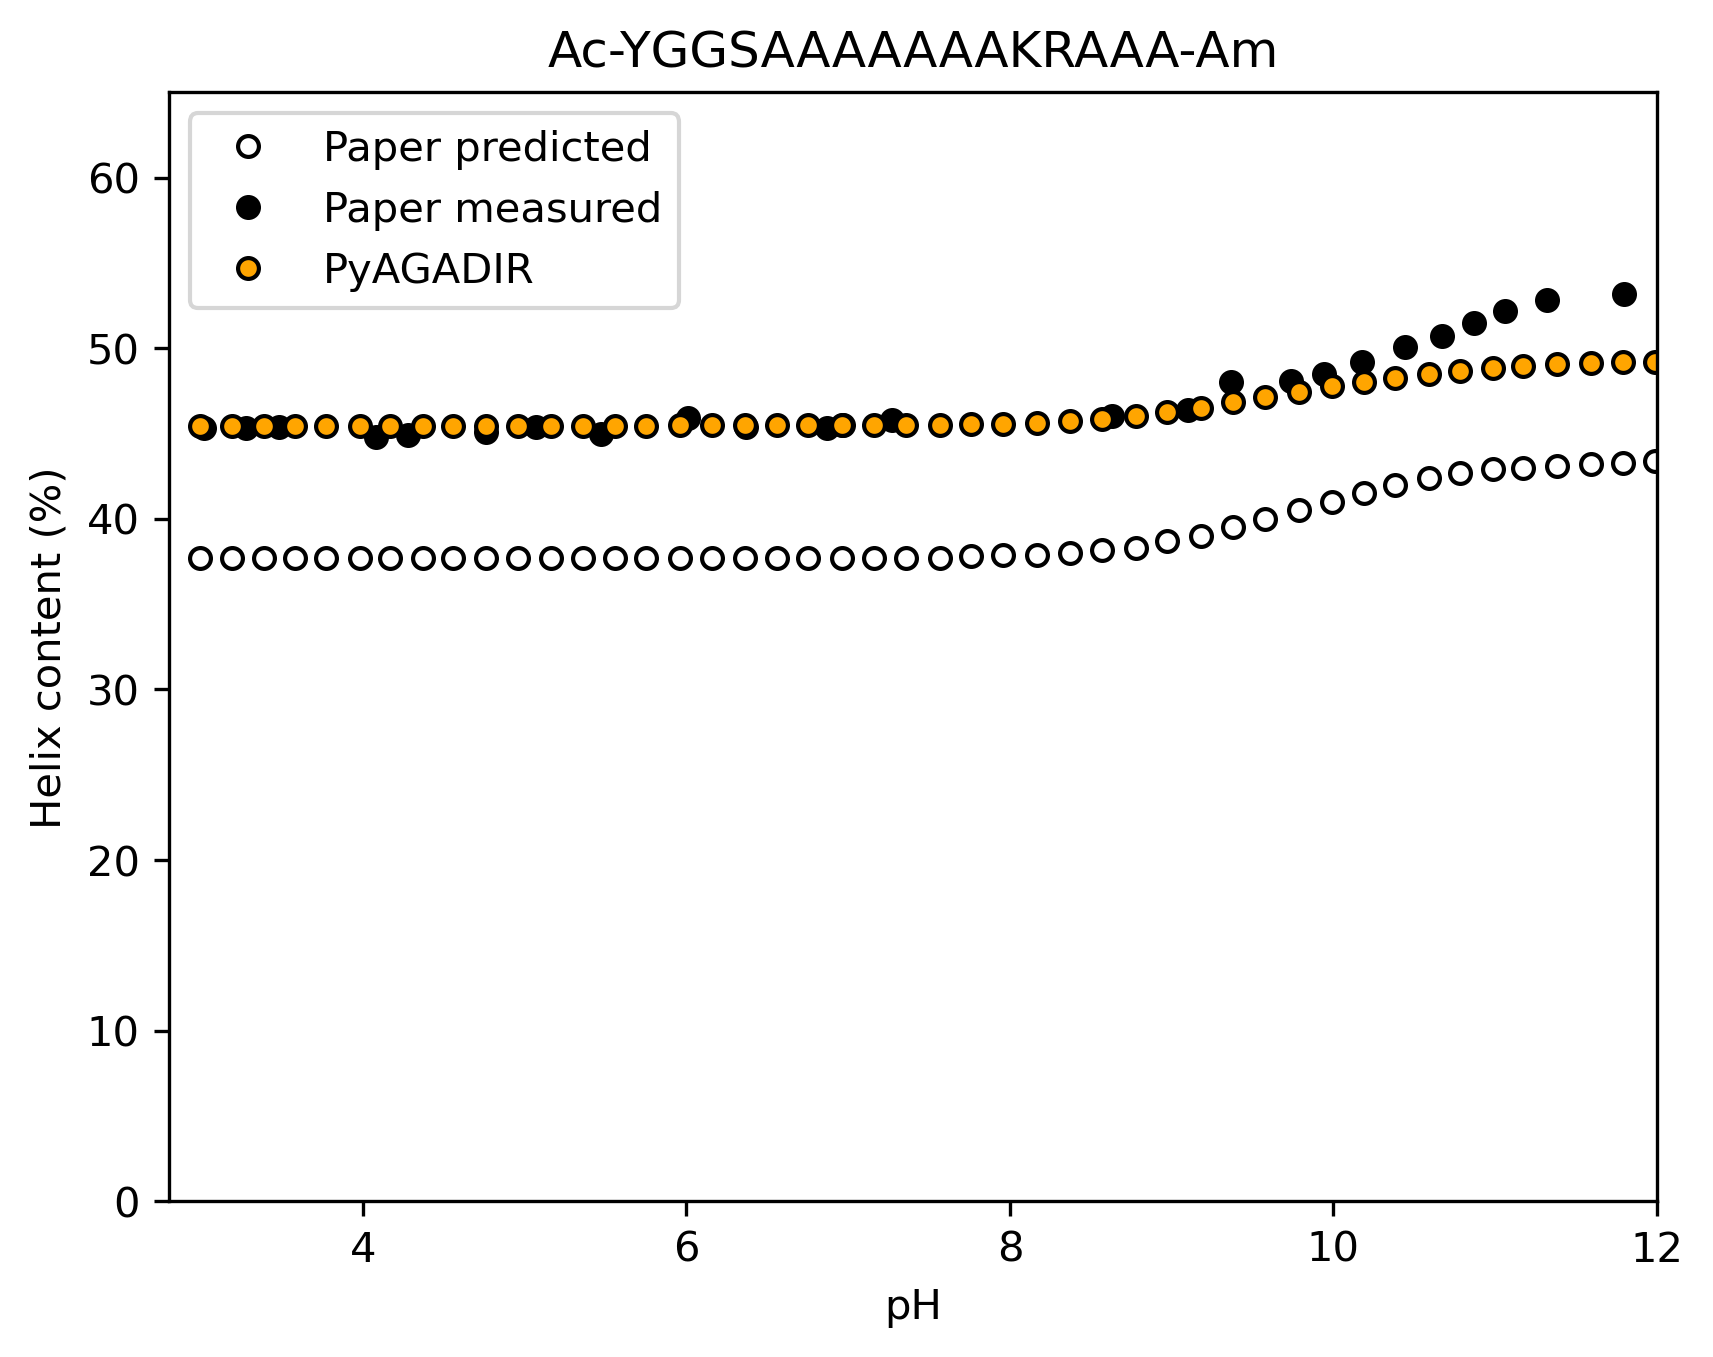 Ac-YGGSAAAAAAAKRAAA-Am
Paper predicted
Paper measured
PyAGADIR
Helix content (%)
60
50
40
30
20
10
0
4 6 8 10 12
pH